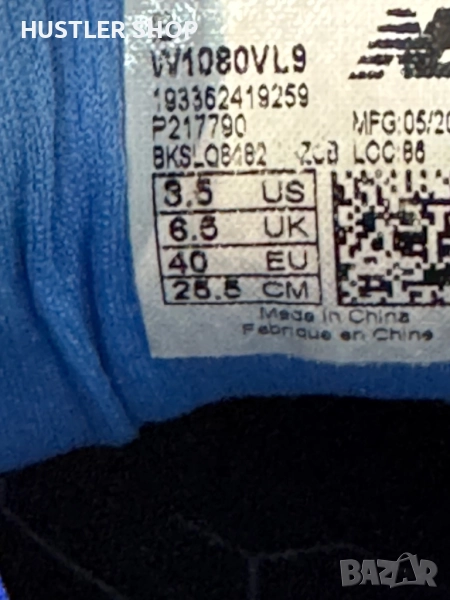 HUSTLER SHOP
W1080VL9
193362419259
P217790 MFG:05/20
LOC:86
3.5 US
6.5 UK
40 EU
25.5 CM
Made in China
Fabriqué en Chine
BAZAR